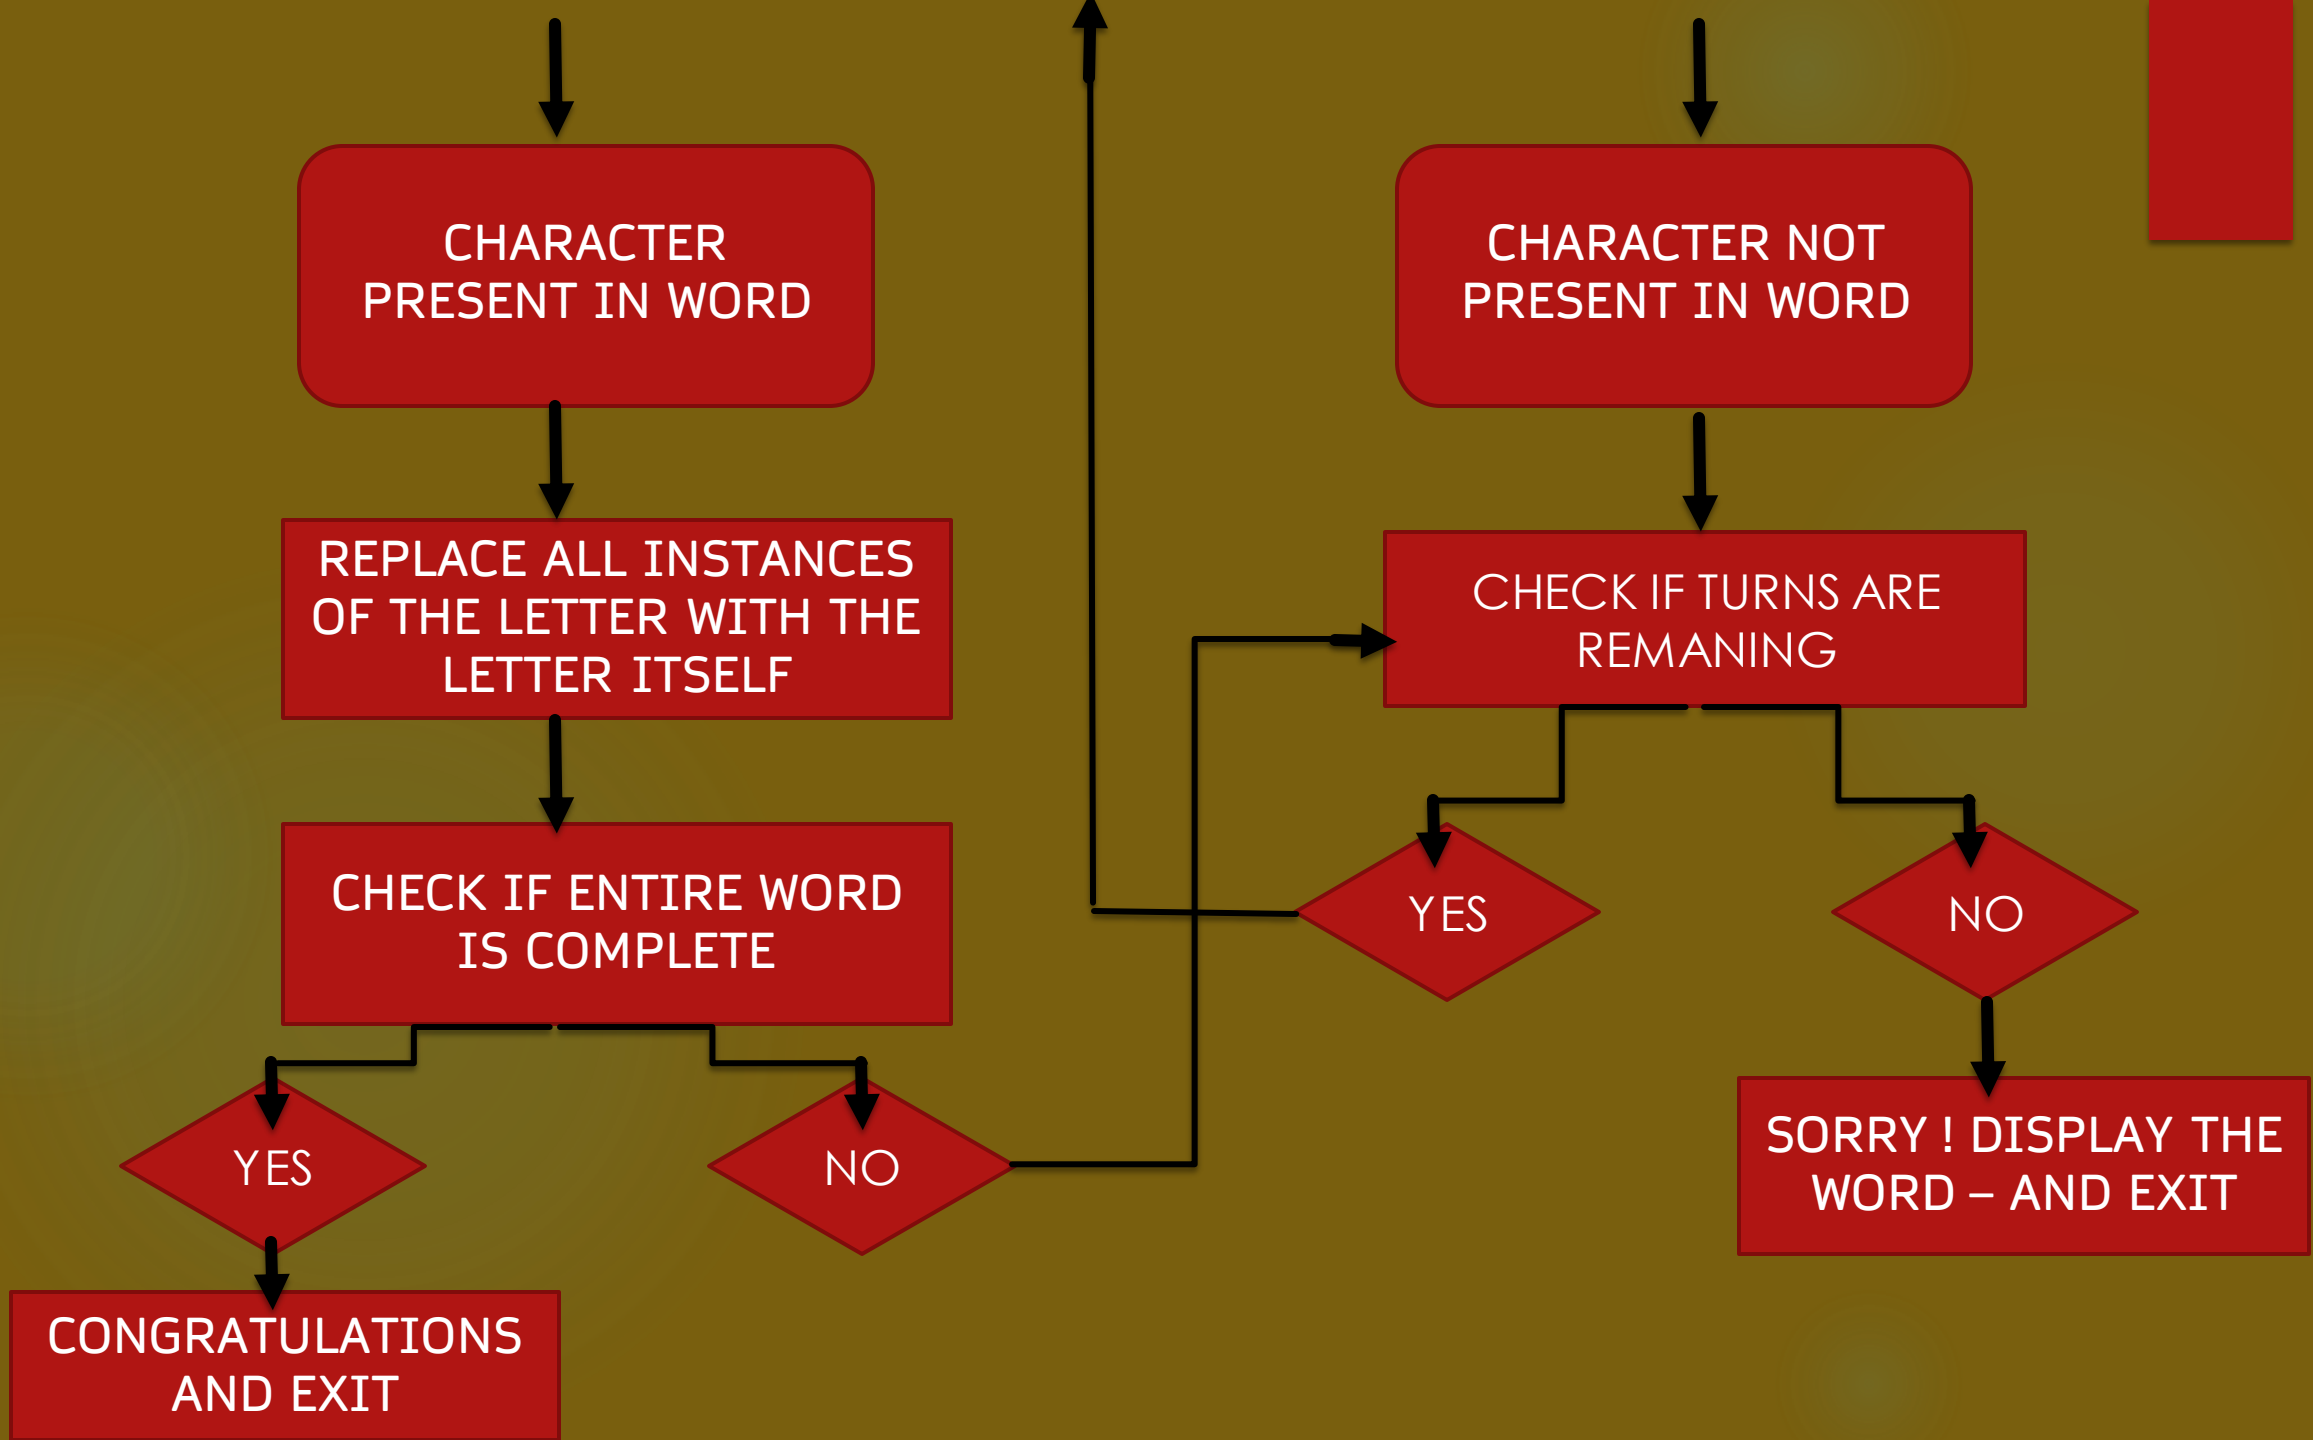 CHARACTER
PRESENT IN WORD
CHARACTER NOT
PRESENT IN WORD
REPLACE ALL INSTANCES
OF THE LETTER WITH THE
LETTER ITSELF
CHECK IF TURNS ARE
REMANING
CHECK IF ENTIRE WORD
IS COMPLETE
YES
NO
YES
NO
SORRY ! DISPLAY THE
WORD – AND EXIT
CONGRATULATIONS
AND EXIT